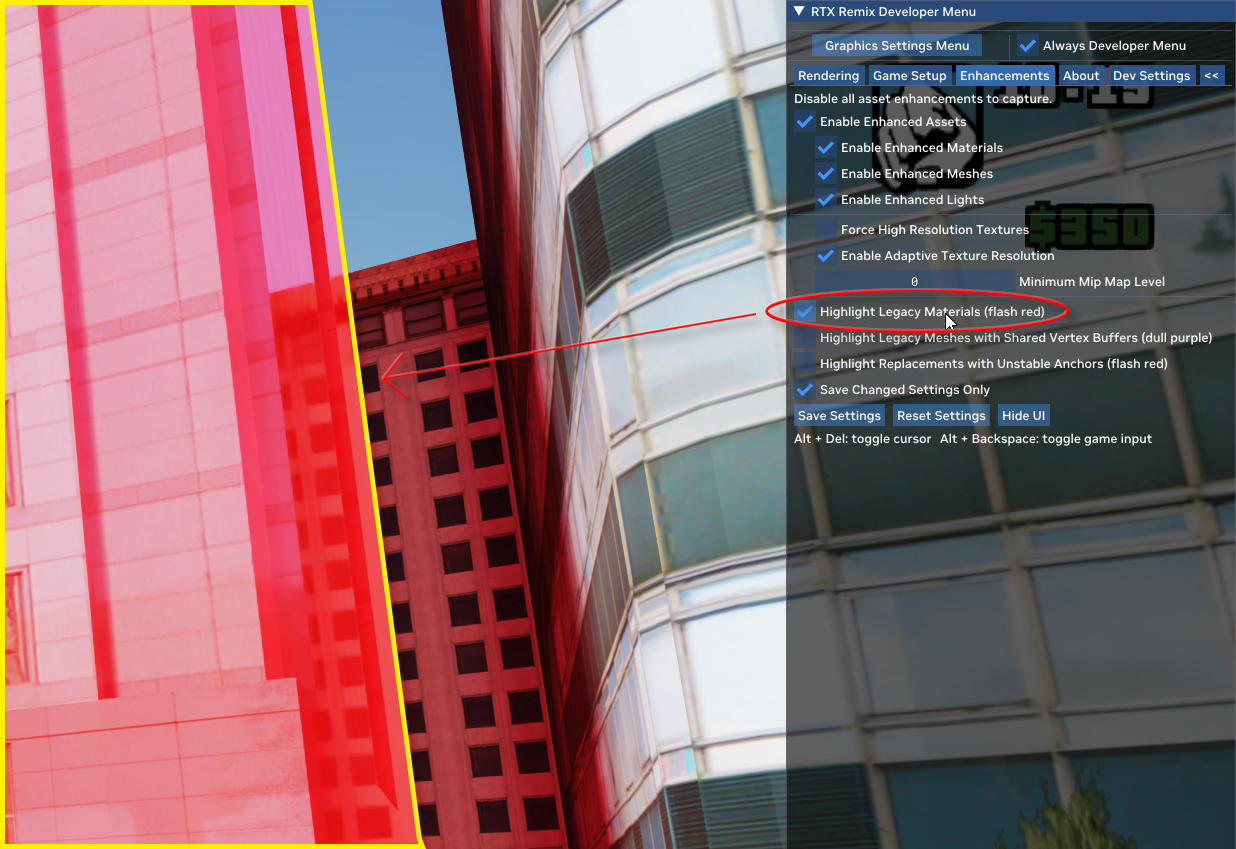 RTX Remix Developer Menu
Graphics Settings Menu Always Developer Menu
Rendering Game Setup Enhancements About Dev Settings <<
Disable all asset enhancements to capture.
Enable Enhanced Assets
Enable Enhanced Materials
Enable Enhanced Meshes
Enable Enhanced Lights
$350
Force High Resolution Textures
Enable Adaptive Texture Resolution
0 Minimum Mip Map Level
Highlight Legacy Materials (flash red)
Highlight Legacy Meshes with Shared Vertex Buffers (dull purple)
Highlight Replacements with Unstable Anchors (flash red)
Save Changed Settings Only
Save Settings Reset Settings Hide UI
Alt + Del: toggle cursor Alt + Backspace: toggle game input